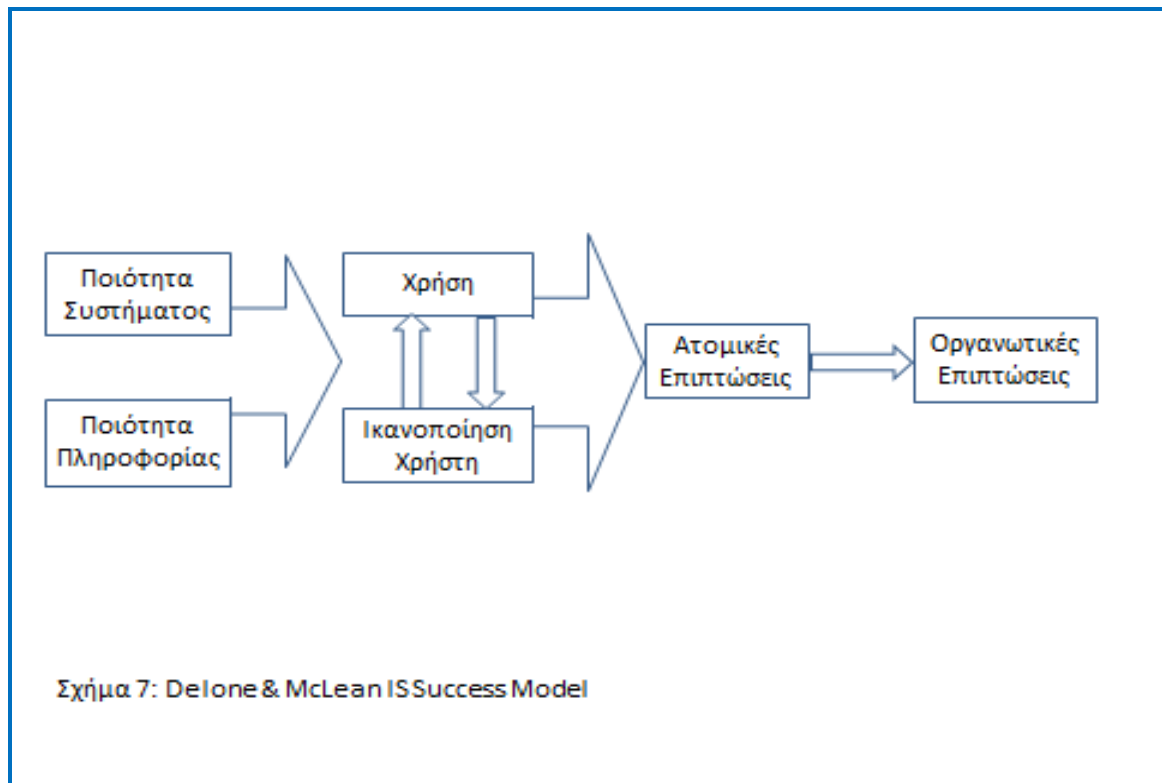 Ποιότητα
Συστήματος
Ποιότητα
Πληροφορίας
Χρήση
Ικανοποίηση
Χρήστη
Ατομικές
Επιπτώσεις
Οργανωτικές
Επιπτώσεις
Σχήμα 7: Delone & McLean IS Success Model